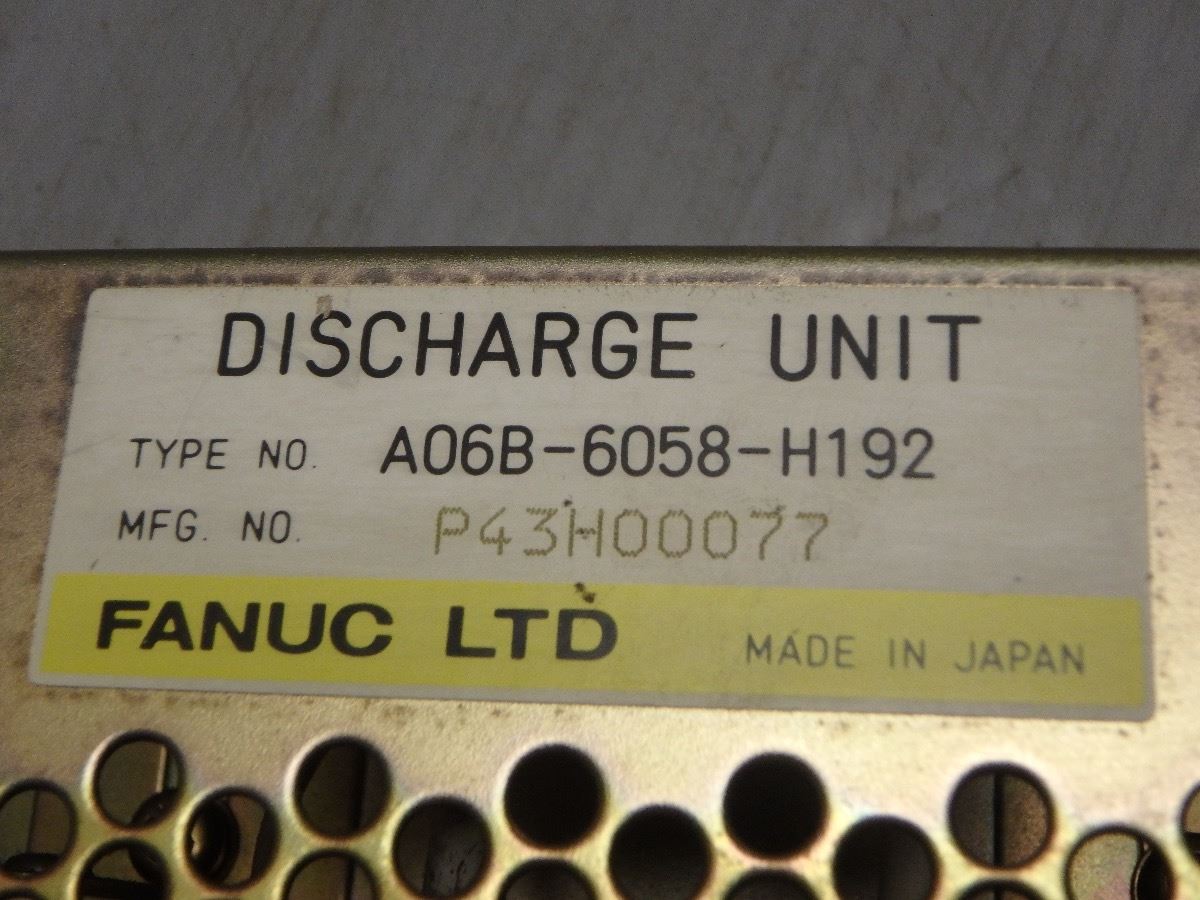 DISCHARGE UNIT
TYPE NO. A06B-6058-H192
MFG. NO. P43H00077
FANUC LTD MADE IN JAPAN